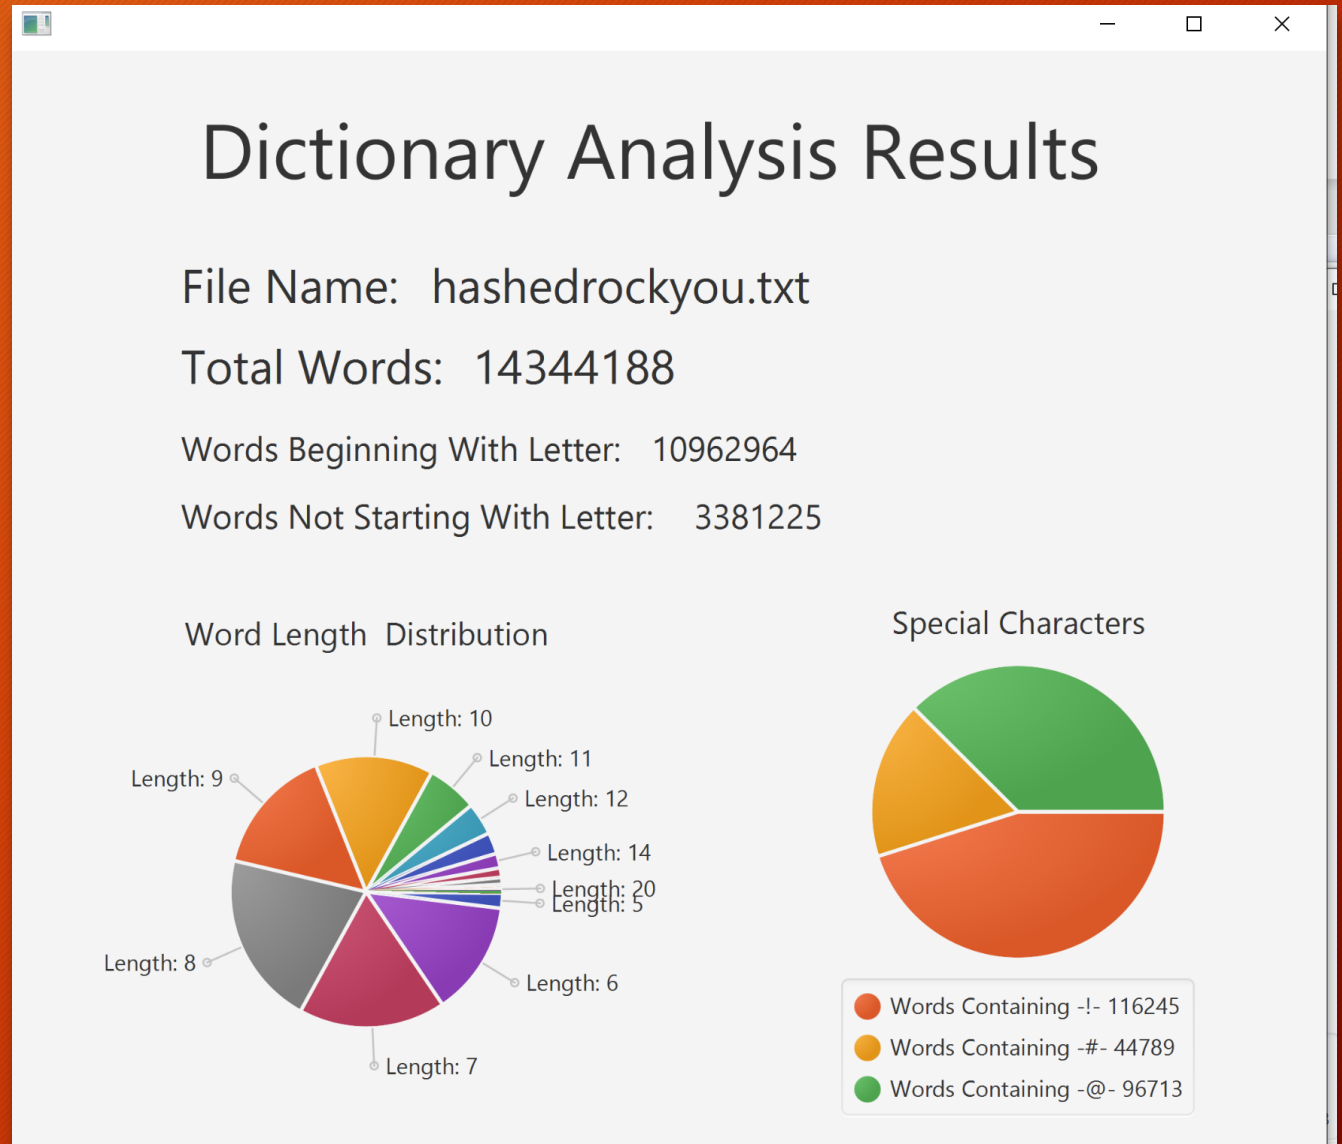 Dictionary Analysis Results
File Name: hashedrockyou.txt
Total Words: 14344188
Words Beginning With Letter: 10962964
Words Not Starting With Letter: 3381225
Word Length Distribution
Length: 10
Length: 11
Length: 9
Length: 12
Length: 14
Length: 20
Length: 5
Length: 8
Length: 6
Length: 7
Special Characters
Words Containing -!- 116245
Words Containing -#- 44789
Words Containing -@- 96713